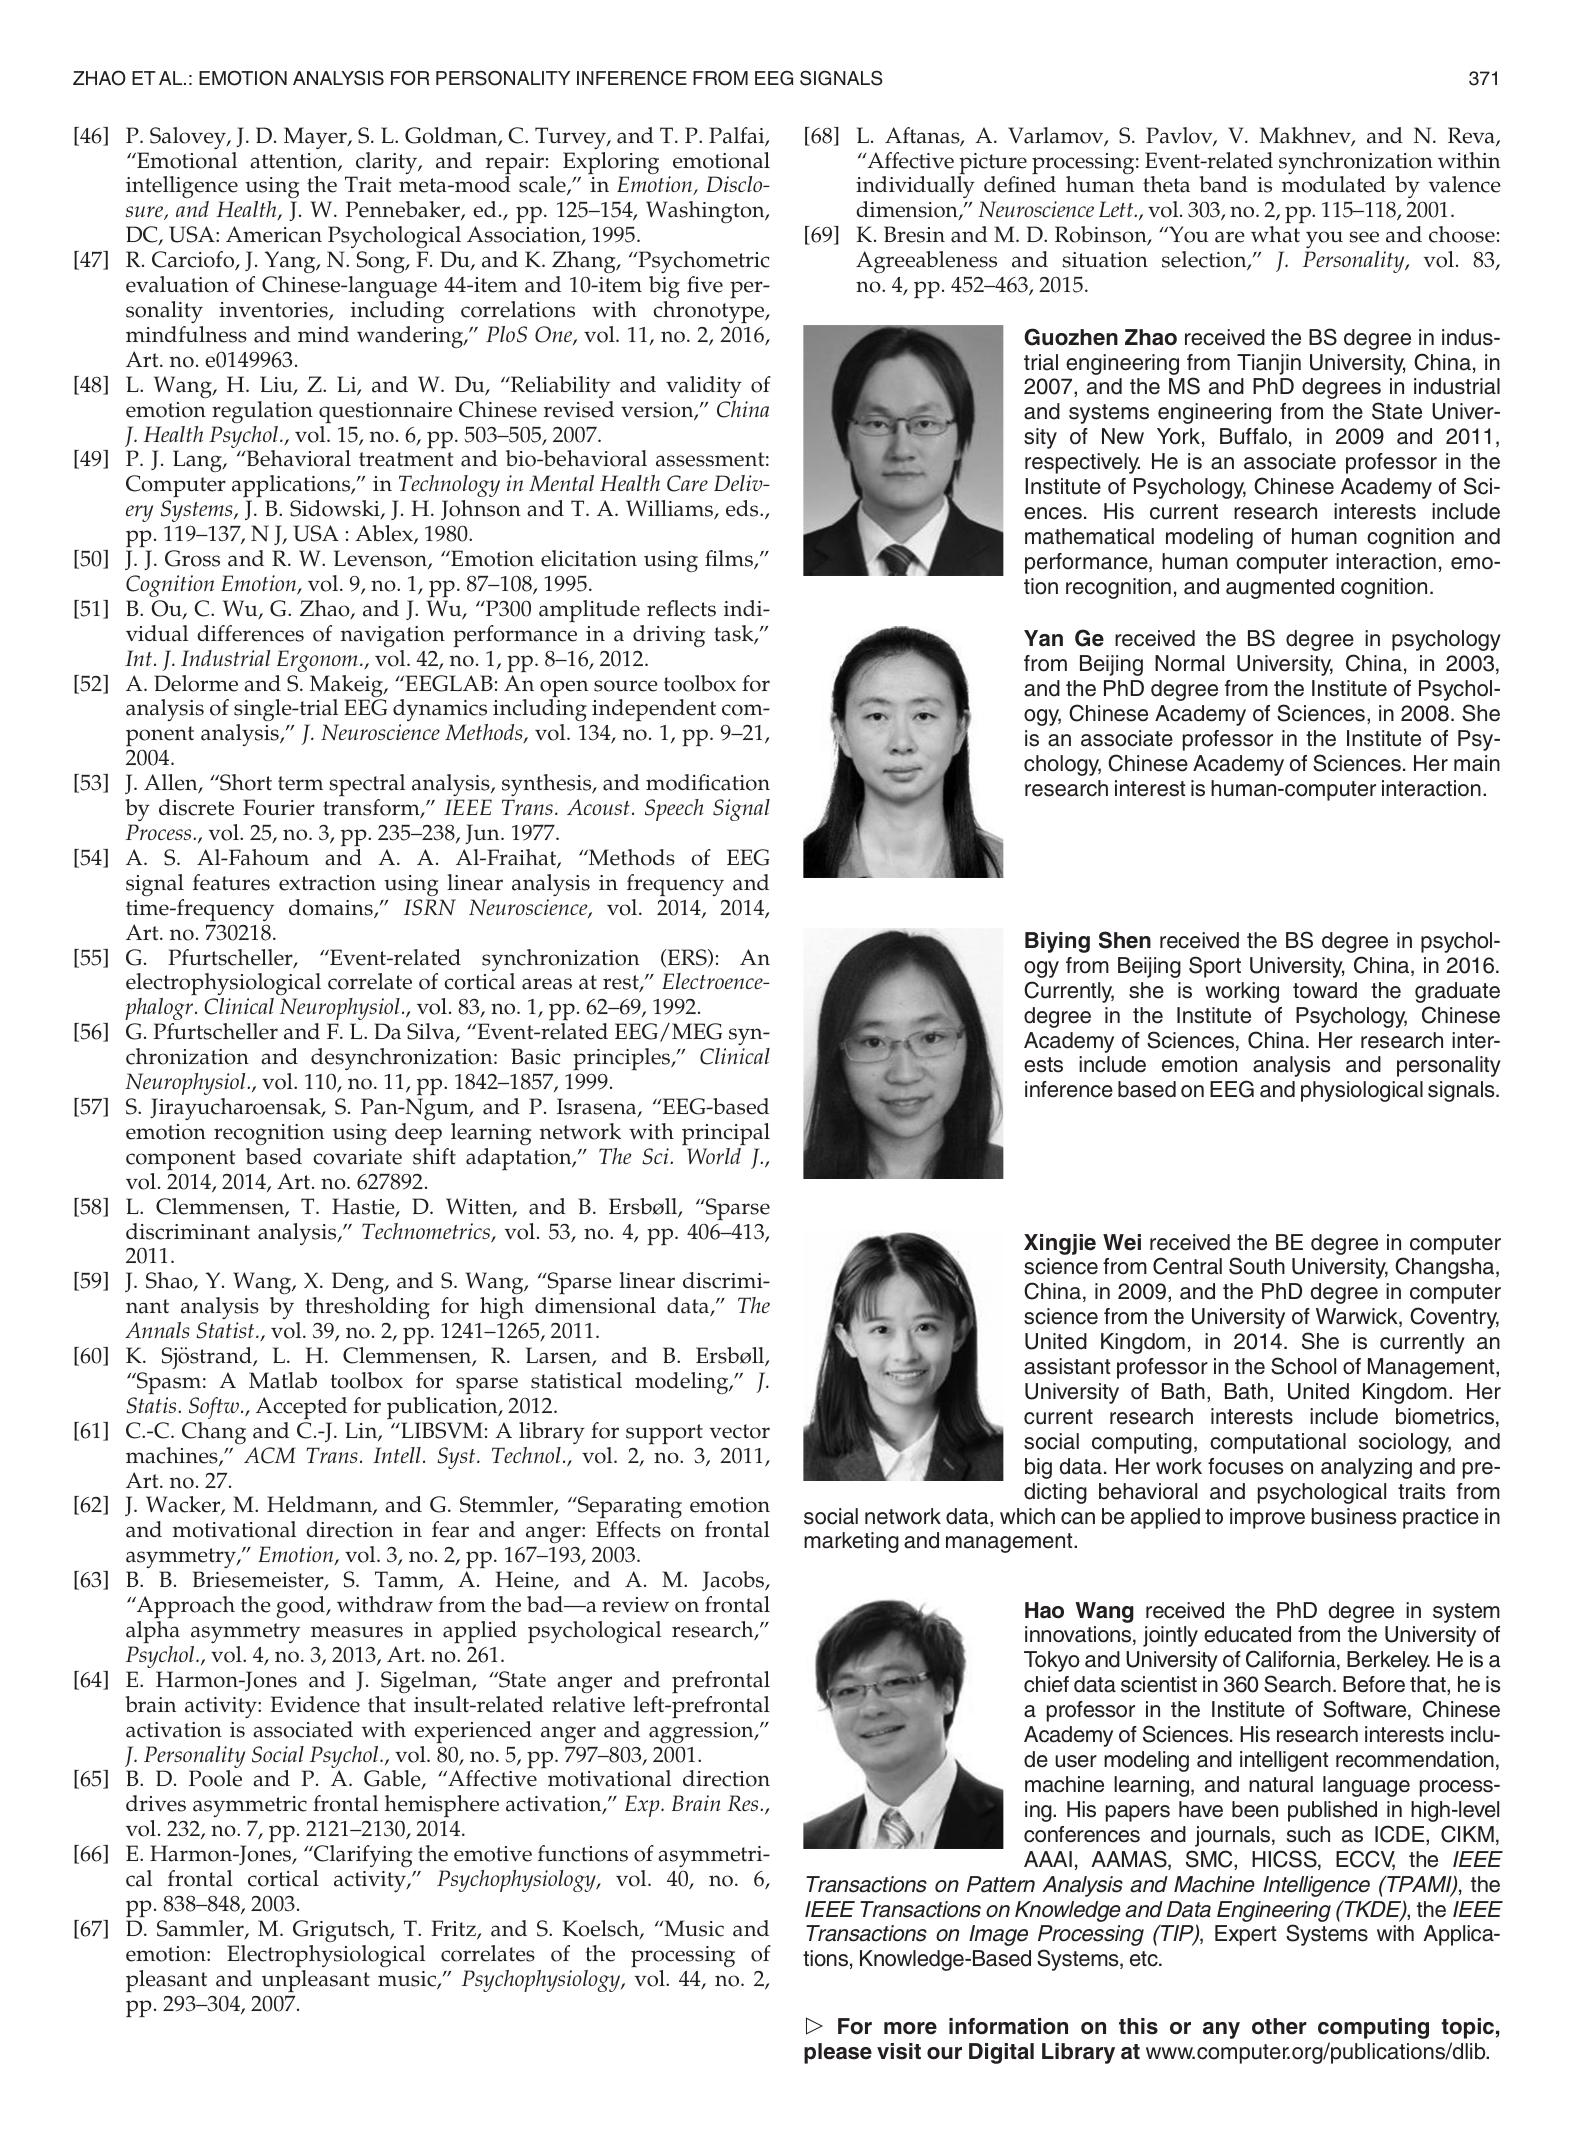 ZHAO ET AL.: EMOTION ANALYSIS FOR PERSONALITY INFERENCE FROM EEG SIGNALS 371
[46] P. Salovey, J. D. Mayer, S. L. Goldman, C. Turvey, and T. P. Palfai,
“Emotional attention, clarity, and repair: Exploring emotional
intelligence using the Trait meta-mood scale,” in Emotion, Disclo-
sure, and Health, J. W. Pennebaker, ed., pp. 125–154, Washington,
DC, USA: American Psychological Association, 1995.
[47] R. Carciofo, J. Yang, N. Song, F. Du, and K. Zhang, “Psychometric
evaluation of Chinese-language 44-item and 10-item big five per-
sonality inventories, including correlations with chronotype,
mindfulness and mind wandering,” PloS One, vol. 11, no. 2, 2016,
Art. no. e0149963.
[48] L. Wang, H. Liu, Z. Li, and W. Du, “Reliability and validity of
emotion regulation questionnaire Chinese revised version,” China
J. Health Psychol., vol. 15, no. 6, pp. 503–505, 2007.
[49] P. J. Lang, “Behavioral treatment and bio-behavioral assessment:
Computer applications,” in Technology in Mental Health Care Deliv-
ery Systems, J. B. Sidowski, J. H. Johnson and T. A. Williams, eds.,
pp. 119–137, N J, USA : Ablex, 1980.
[50] J. J. Gross and R. W. Levenson, “Emotion elicitation using films,”
Cognition Emotion, vol. 9, no. 1, pp. 87–108, 1995.
[51] B. Ou, C. Wu, G. Zhao, and J. Wu, “P300 amplitude reflects indi-
vidual differences of navigation performance in a driving task,”
Int. J. Industrial Ergonom., vol. 42, no. 1, pp. 8–16, 2012.
[52] A. Delorme and S. Makeig, “EEGLAB: An open source toolbox for
analysis of single-trial EEG dynamics including independent com-
ponent analysis,” J. Neuroscience Methods, vol. 134, no. 1, pp. 9–21,
2004.
[53] J. Allen, “Short term spectral analysis, synthesis, and modification
by discrete Fourier transform,” IEEE Trans. Acoust. Speech Signal
Process., vol. 25, no. 3, pp. 235–238, Jun. 1977.
[54] A. S. Al-Fahoum and A. A. Al-Fraihat, “Methods of EEG
signal features extraction using linear analysis in frequency and
time-frequency domains,” ISRN Neuroscience, vol. 2014, 2014,
Art. no. 730218.
[55] G. Pfurtscheller, “Event-related synchronization (ERS): An
electrophysiological correlate of cortical areas at rest,” Electroence-
phalogr. Clinical Neurophysiol., vol. 83, no. 1, pp. 62–69, 1992.
[56] G. Pfurtscheller and F. L. Da Silva, “Event-related EEG/MEG syn-
chronization and desynchronization: Basic principles,” Clinical
Neurophysiol., vol. 110, no. 11, pp. 1842–1857, 1999.
[57] S. Jirayucharoensak, S. Pan-Ngum, and P. Israsena, “EEG-based
emotion recognition using deep learning network with principal
component based covariate shift adaptation,” The Sci. World J.,
vol. 2014, 2014, Art. no. 627892.
[58] L. Clemmensen, T. Hastie, D. Witten, and B. Ersbøll, “Sparse
discriminant analysis,” Technometrics, vol. 53, no. 4, pp. 406–413,
2011.
[59] J. Shao, Y. Wang, X. Deng, and S. Wang, “Sparse linear discrimi-
nant analysis by thresholding for high dimensional data,” The
Annals Statist., vol. 39, no. 2, pp. 1241–1265, 2011.
[60] K. Sjöstrand, L. H. Clemmensen, R. Larsen, and B. Ersbøll,
“Spasm: A Matlab toolbox for sparse statistical modeling,” J.
Statis. Softw., Accepted for publication, 2012.
[61] C.-C. Chang and C.-J. Lin, “LIBSVM: A library for support vector
machines,” ACM Trans. Intell. Syst. Technol., vol. 2, no. 3, 2011,
Art. no. 27.
[62] J. Wacker, M. Heldmann, and G. Stemmler, “Separating emotion
and motivational direction in fear and anger: Effects on frontal
asymmetry,” Emotion, vol. 3, no. 2, pp. 167–193, 2003.
[63] B. B. Briesemeister, S. Tamm, A. Heine, and A. M. Jacobs,
“Approach the good, withdraw from the bad—a review on frontal
alpha asymmetry measures in applied psychological research,”
Psychol., vol. 4, no. 3, 2013, Art. no. 261.
[64] E. Harmon-Jones and J. Sigelman, “State anger and prefrontal
brain activity: Evidence that insult-related relative left-prefrontal
activation is associated with experienced anger and aggression,”
J. Personality Social Psychol., vol. 80, no. 5, pp. 797–803, 2001.
[65] B. D. Poole and P. A. Gable, “Affective motivational direction
drives asymmetric frontal hemisphere activation,” Exp. Brain Res.,
vol. 232, no. 7, pp. 2121–2130, 2014.
[66] E. Harmon-Jones, “Clarifying the emotive functions of asymmetri-
cal frontal cortical activity,” Psychophysiology, vol. 40, no. 6,
pp. 838–848, 2003.
[67] D. Sammler, M. Grigutsch, T. Fritz, and S. Koelsch, “Music and
emotion: Electrophysiological correlates of the processing of
pleasant and unpleasant music,” Psychophysiology, vol. 44, no. 2,
pp. 293–304, 2007.
[68] L. Aftanas, A. Varlamov, S. Pavlov, V. Makhnev, and N. Reva,
“Affective picture processing: Event-related synchronization within
individually defined human theta band is modulated by valence
dimension,” Neuroscience Lett., vol. 303, no. 2, pp. 115–118, 2001.
[69] K. Bresin and M. D. Robinson, “You are what you see and choose:
Agreeableness and situation selection,” J. Personality, vol. 83,
no. 4, pp. 452–463, 2015.
Guozhen Zhao received the BS degree in indus-
trial engineering from Tianjin University, China, in
2007, and the MS and PhD degrees in industrial
and systems engineering from the State Univer-
sity of New York, Buffalo, in 2009 and 2011,
respectively. He is an associate professor in the
Institute of Psychology, Chinese Academy of Sci-
ences. His current research interests include
mathematical modeling of human cognition and
performance, human computer interaction, emo-
tion recognition, and augmented cognition.
Yan Ge received the BS degree in psychology
from Beijing Normal University, China, in 2003,
and the PhD degree from the Institute of Psychol-
ogy, Chinese Academy of Sciences, in 2008. She
is an associate professor in the Institute of Psy-
chology, Chinese Academy of Sciences. Her main
research interest is human-computer interaction.
Biying Shen received the BS degree in psychol-
ogy from Beijing Sport University, China, in 2016.
Currently, she is working toward the graduate
degree in the Institute of Psychology, Chinese
Academy of Sciences, China. Her research inter-
ests include emotion analysis and personality
inference based on EEG and physiological signals.
Xingjie Wei received the BE degree in computer
science from Central South University, Changsha,
China, in 2009, and the PhD degree in computer
science from the University of Warwick, Coventry,
United Kingdom, in 2014. She is currently an
assistant professor in the School of Management,
University of Bath, Bath, United Kingdom. Her
current research interests include biometrics,
social computing, computational sociology, and
big data. Her work focuses on analyzing and pre-
dicting behavioral and psychological traits from
social network data, which can be applied to improve business practice in
marketing and management.
Hao Wang received the PhD degree in system
innovations, jointly educated from the University of
Tokyo and University of California, Berkeley. He is a
chief data scientist in 360 Search. Before that, he is
a professor in the Institute of Software, Chinese
Academy of Sciences. His research interests inclu-
de user modeling and intelligent recommendation,
machine learning, and natural language process-
ing. His papers have been published in high-level
conferences and journals, such as ICDE, CIKM,
AAAI, AAMAS, SMC, HICSS, ECCV, the IEEE
Transactions on Pattern Analysis and Machine Intelligence (TPAMI), the
IEEE Transactions on Knowledge and Data Engineering (TKDE), the IEEE
Transactions on Image Processing (TIP), Expert Systems with Applica-
tions, Knowledge-Based Systems, etc.
▷ For more information on this or any other computing topic,
please visit our Digital Library at www.computer.org/publications/dlib.